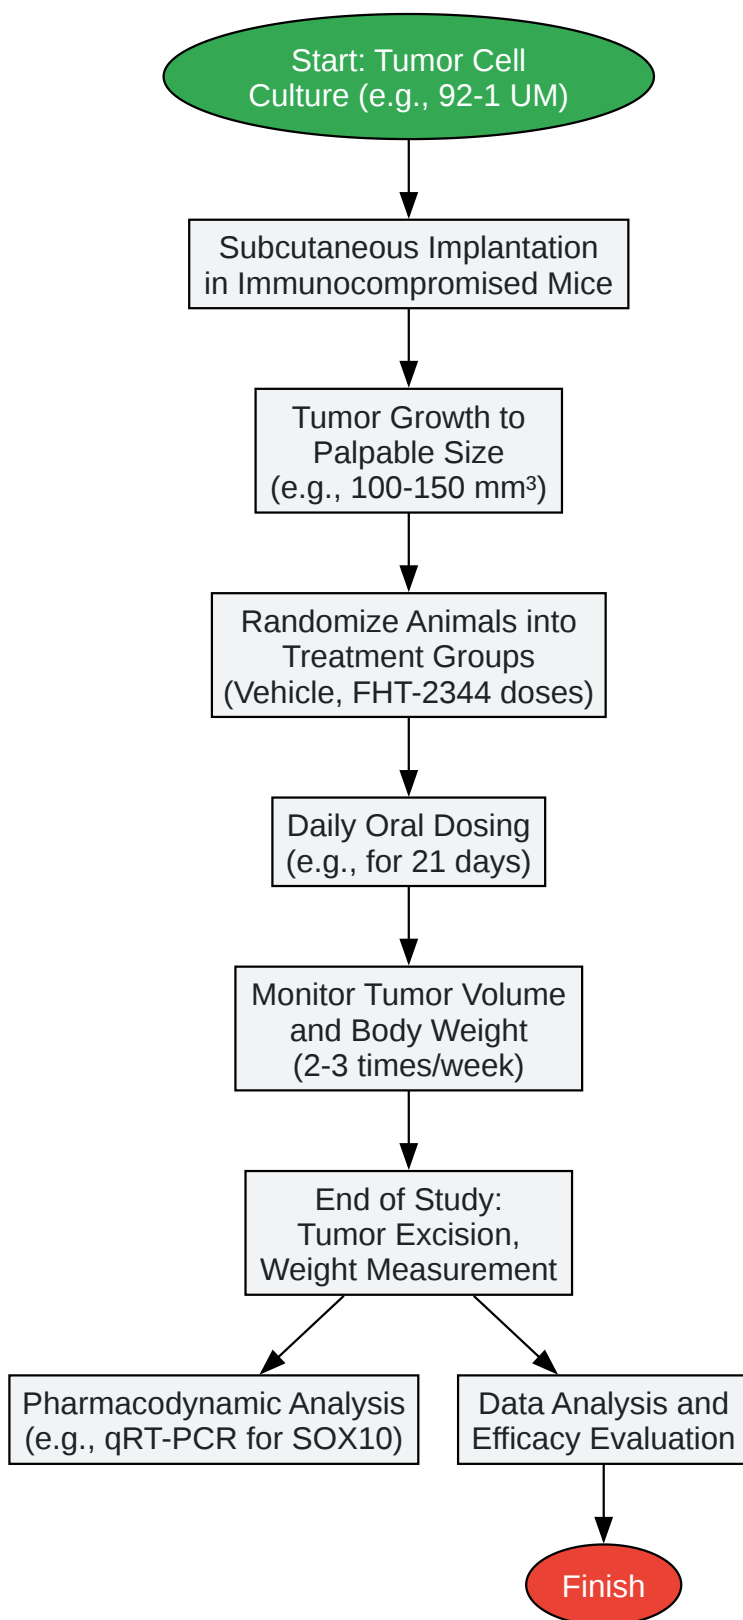 Start: Tumor Cell
Culture (e.g., 92-1 UM)
Subcutaneous Implantation
in Immunocompromised Mice
Tumor Growth to
Palpable Size
(e.g., 100-150 mm³)
Randomize Animals into
Treatment Groups
(Vehicle, FHT-2344 doses)
Daily Oral Dosing
(e.g., for 21 days)
Monitor Tumor Volume
and Body Weight
(2-3 times/week)
End of Study:
Tumor Excision,
Weight Measurement
Pharmacodynamic Analysis
(e.g., qRT-PCR for SOX10)
Data Analysis and
Efficacy Evaluation
Finish